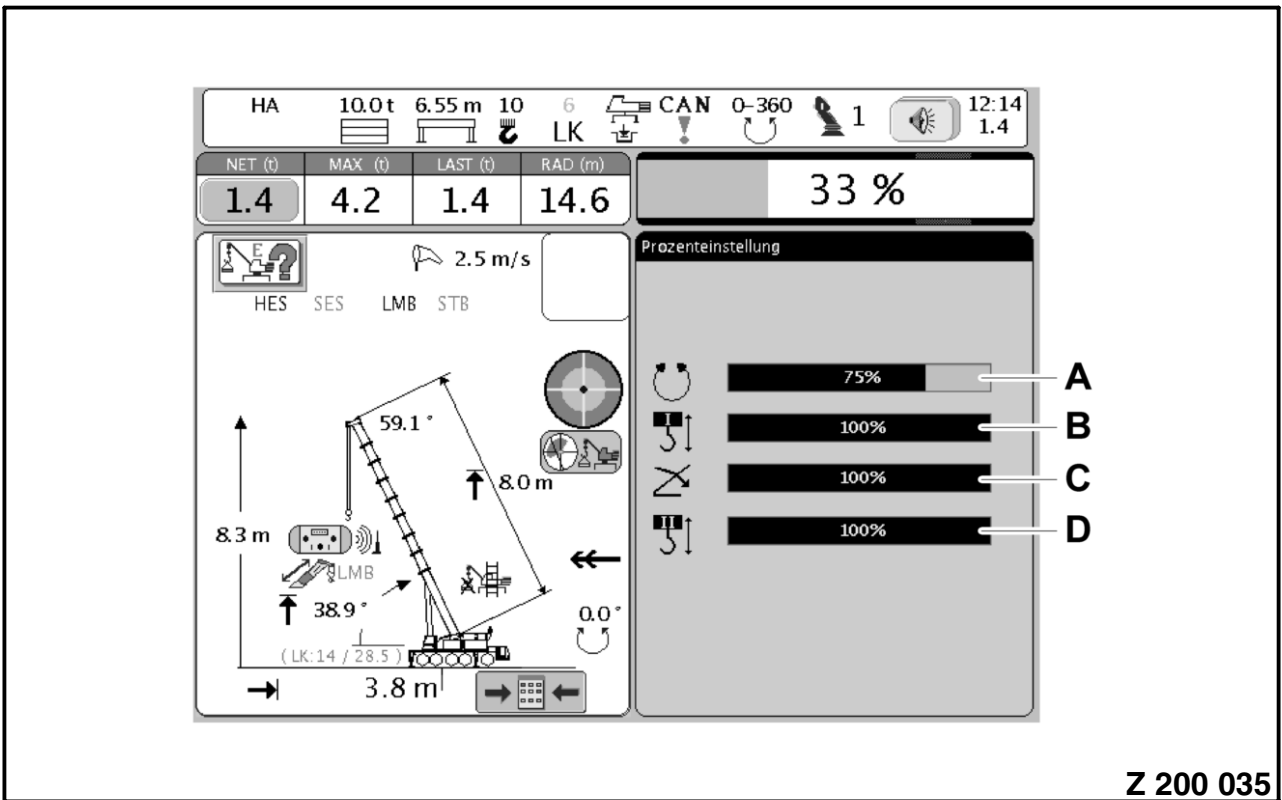 HA 10.0 t 6.55 m 10 6 CAN 0-360 1 12:14
LK 1.4
NET (t) MAX (t) LAST (t) RAD (m)
1.4 4.2 1.4 14.6
33 %
E ?
2.5 m/s
HES SES LMB STB
59.1 °
8.0 m
8.3 m
LMB
38.9 °
0.0 °
( LK:14 / 28.5 )
3.8 m
Prozenteinstellung
75% A
I 100% B
100% C
II 100% D
Z 200 035